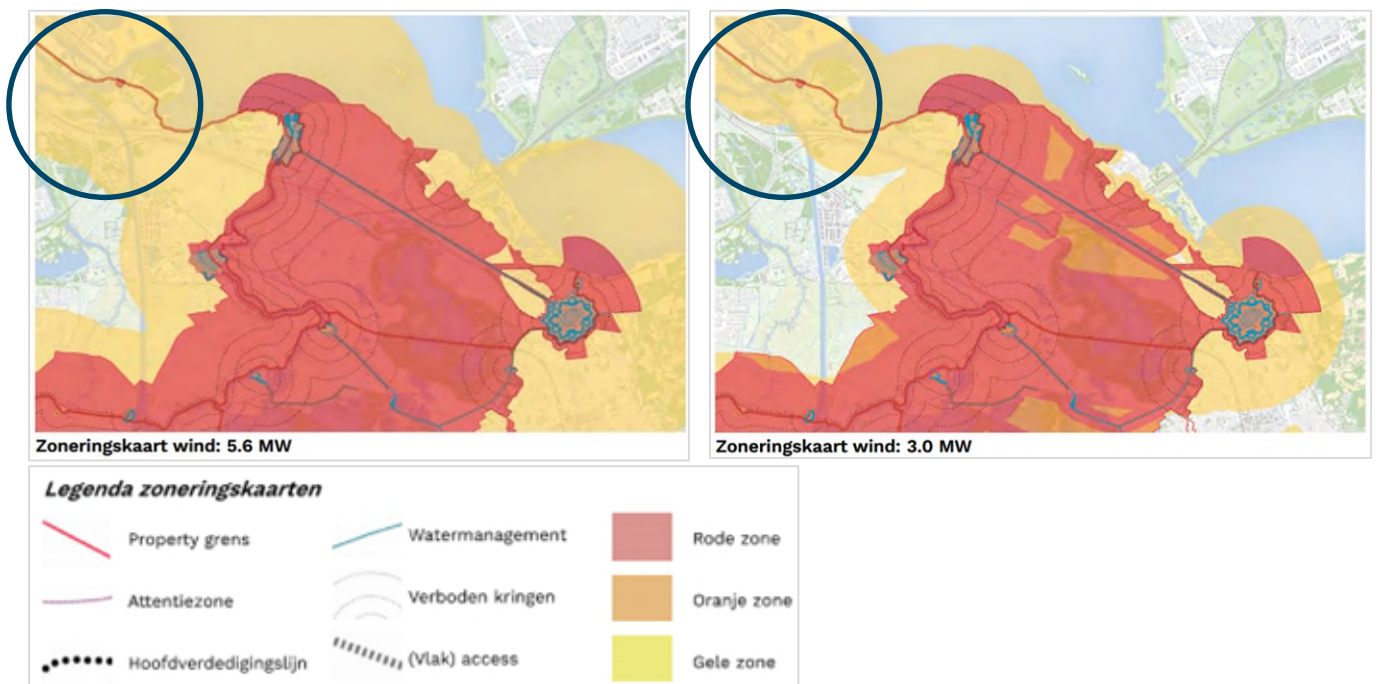 Zoneringskaart wind: 5.6 MW
Zoneringskaart wind: 3.0 MW
Legenda zoneringskaarten
Property grens
Watermanagement
Rode zone
Attentiezone
Verboden kringen
Oranje zone
Hoofdverdedigingslijn
(Vlak) access
Gele zone